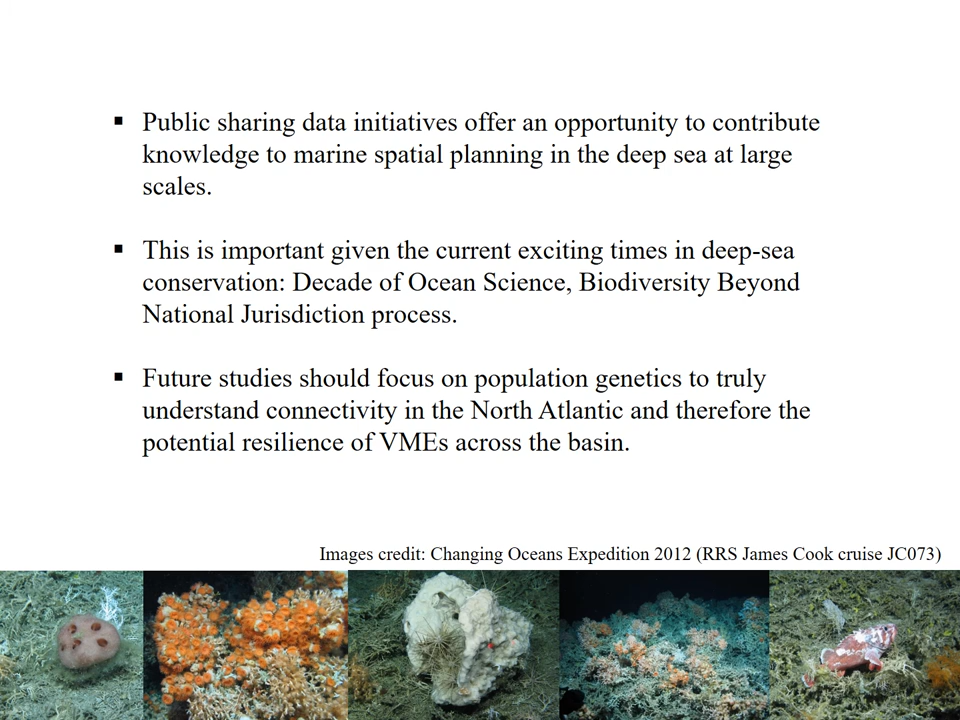 ▪ Public sharing data initiatives offer an opportunity to contribute
knowledge to marine spatial planning in the deep sea at large
scales.
▪ This is important given the current exciting times in deep-sea
conservation: Decade of Ocean Science, Biodiversity Beyond
National Jurisdiction process.
▪ Future studies should focus on population genetics to truly
understand connectivity in the North Atlantic and therefore the
potential resilience of VMEs across the basin.
Images credit: Changing Oceans Expedition 2012 (RRS James Cook cruise JC073)